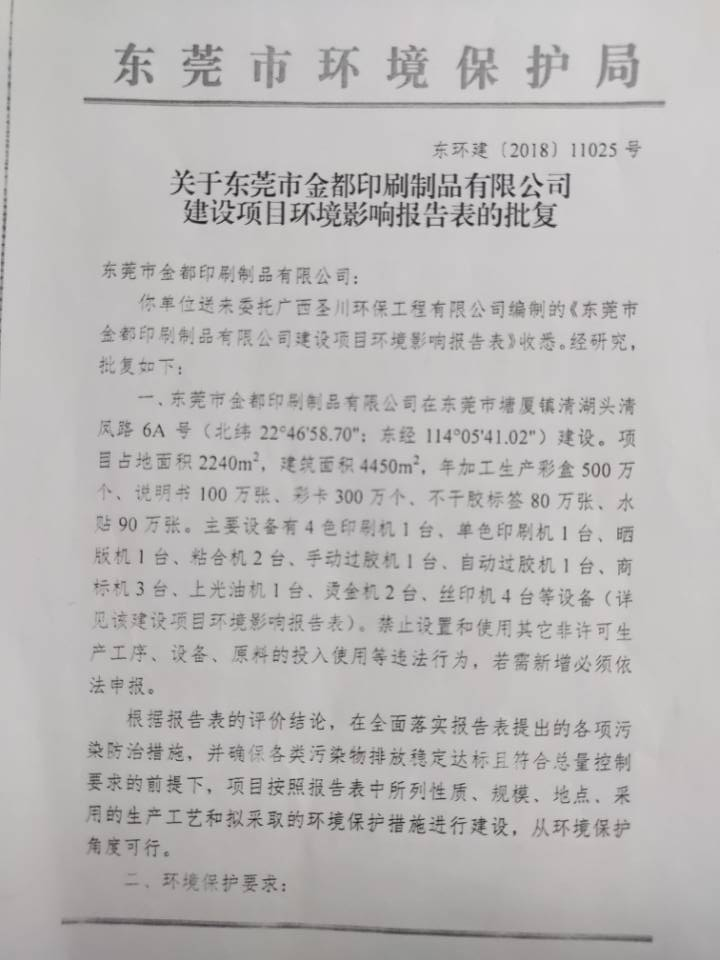 东莞市环境保护局
东环建〔2018〕11025号
关于东莞市金都印刷制品有限公司
建设项目环境影响报告表的批复
东莞市金都印刷制品有限公司：
你单位送来委托广西圣川环保工程有限公司编制的《东莞市
金都印刷制品有限公司建设项目环境影响报告表》收悉。经研究，
批复如下：
一、东莞市金都印刷制品有限公司在东莞市塘厦镇清湖头清
凤路 6A 号（北纬 22°46'58.70"；东经 114°05'41.02"）建设。项
目占地面积 2240m²，建筑面积 4450m²，年加工生产彩盒 500 万
个、说明书 100 万张、彩卡 300 万个、不干胶标签 80 万张、水
贴 90 万张。主要设备有 4 色印刷机 1 台、单色印刷机 1 台、晒
版机 1 台、粘合机 2 台、手动过胶机 1 台、自动过胶机 1 台、商
标机 3 台、上光油机 1 台、烫金机 2 台、丝印机 4 台等设备（详
见该建设项目环境影响报告表）。禁止设置和使用其它非许可生
产工序、设备、原料的投入使用等违法行为，若需新增必须依
法申报。
根据报告表的评价结论，在全面落实报告表提出的各项污
染防治措施，并确保各类污染物排放稳定达标且符合总量控制
要求的前提下，项目按照报告表中所列性质、规模、地点、采
用的生产工艺和拟采取的环境保护措施进行建设，从环境保护
角度可行。
二、环境保护要求：